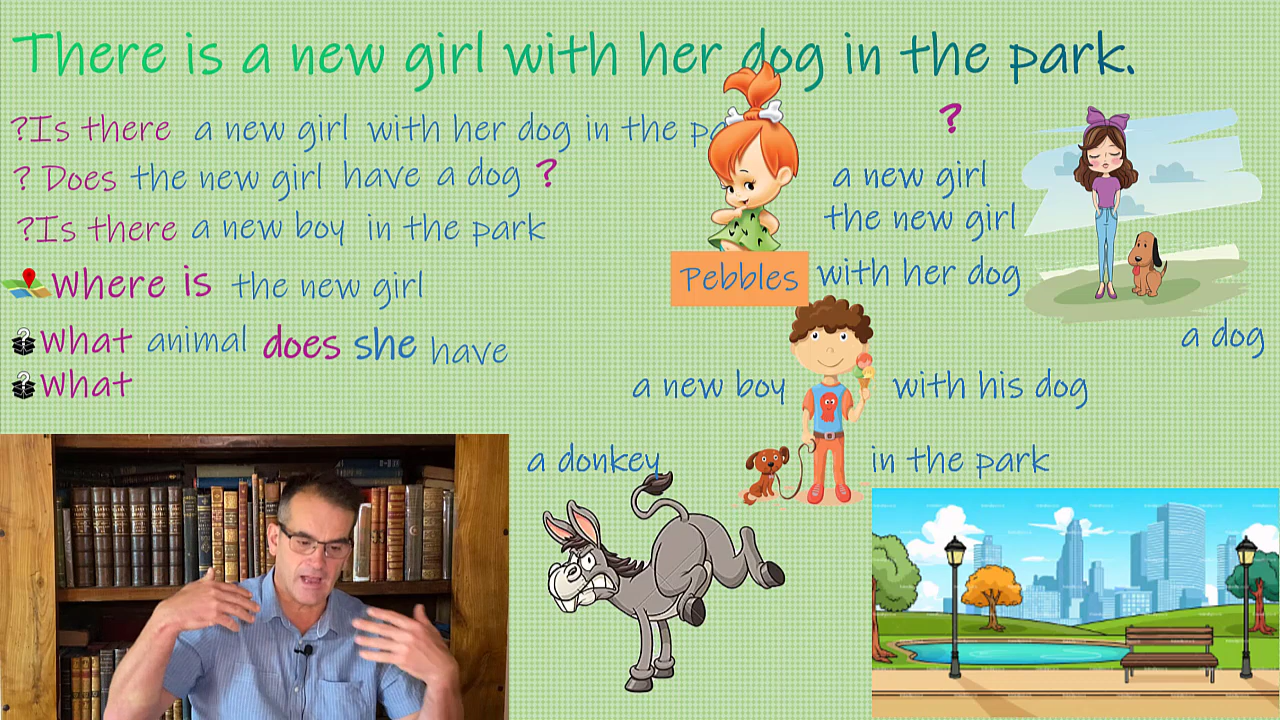 There is a new girl with her dog in the park.
?Is there a new girl with her dog in the
? Does the new girl have a dog ?
?Is there a new boy in the park
Where is the new girl
What animal does she have
What
?
a new girl
the new girl
Pebbles
with her dog
a dog
a new boy
with his dog
a donkey
in the park